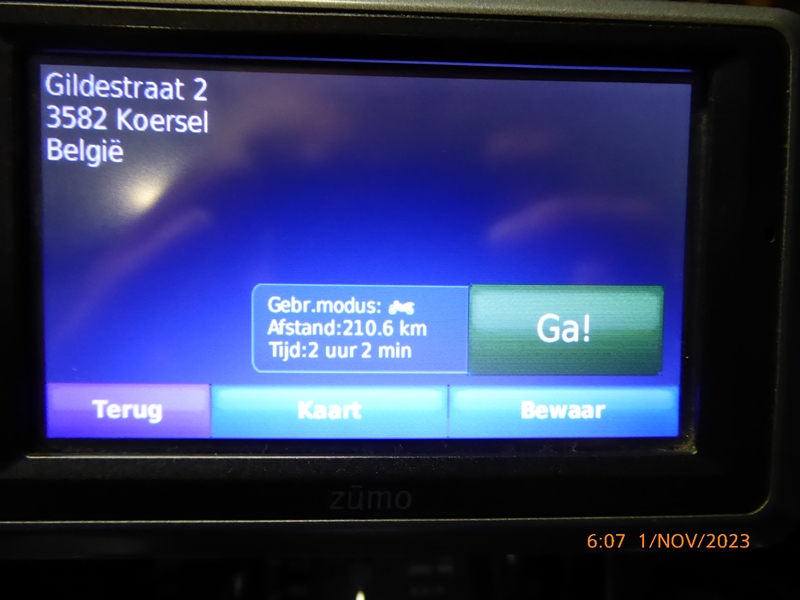 Gildestraat 2
3582 Koersel
België
Gebr.modus:
Afstand:210.6 km
Tijd:2 uur 2 min
Ga!
Terug
Kaart
Bewaar
zūmo
6:07 1/NOV/2023